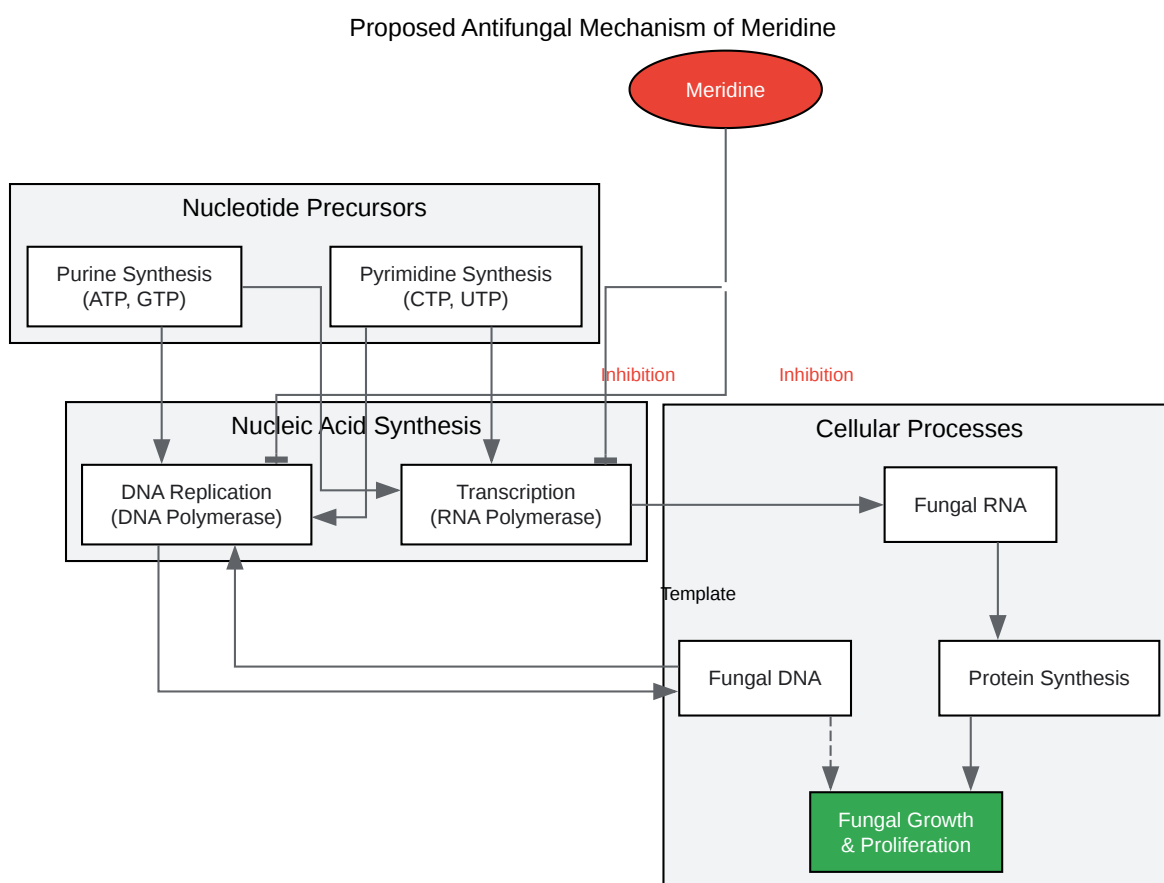 Proposed Antifungal Mechanism of Meridine
Meridine
Nucleotide Precursors
Purine Synthesis
(ATP, GTP)
Pyrimidine Synthesis
(CTP, UTP)
Inhibition
Inhibition
Nucleic Acid Synthesis
DNA Replication
(DNA Polymerase)
Transcription
(RNA Polymerase)
Cellular Processes
Fungal RNA
Template
Fungal DNA
Protein Synthesis
Fungal Growth
& Proliferation